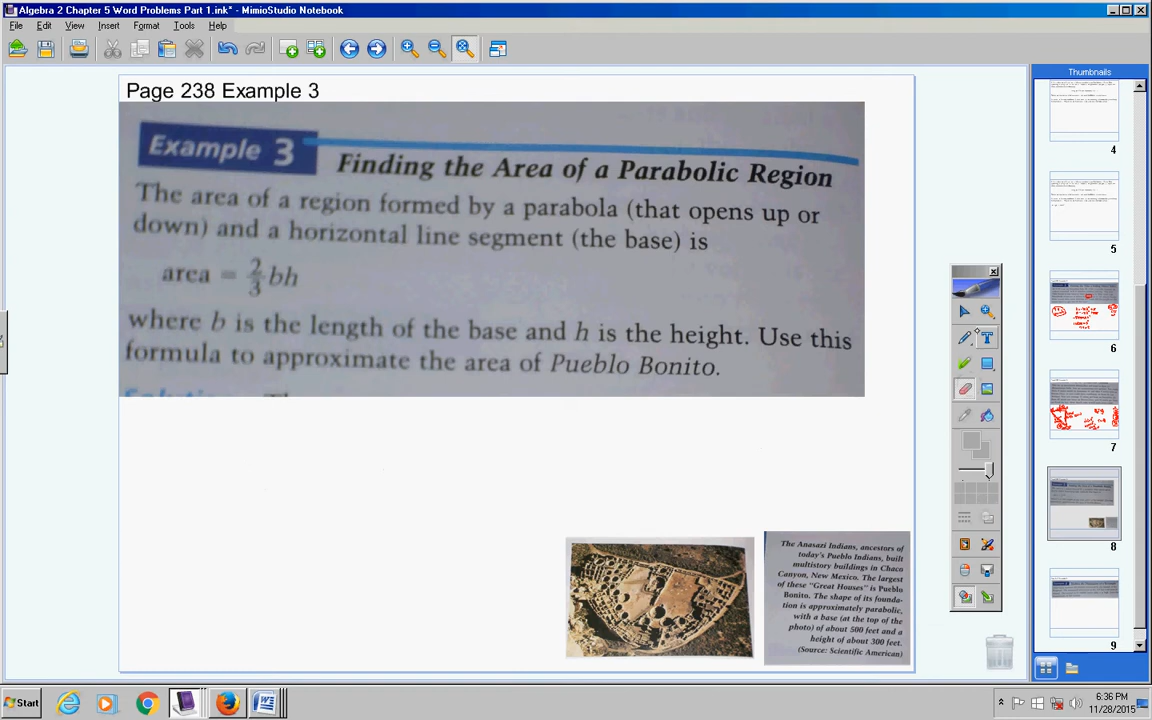 Algebra 2 Chapter 5 Word Problems Part 1.ink* - MimioStudio Notebook
File Edit View Insert Format Tools Help
Thumbnails
Page 238 Example 3
Example 3
Finding the Area of a Parabolic Region
The area of a region formed by a parabola (that opens up or
down) and a horizontal line segment (the base) is
area = 2/3 bh
where b is the length of the base and h is the height. Use this
formula to approximate the area of Pueblo Bonito.
The Anasazi Indians, ancestors of
today's Pueblo Indians, built
multistory buildings in Chaco
Canyon, New Mexico. The largest
of these "Great Houses" is Pueblo
Bonito. The shape of its founda-
tion is approximately parabolic,
with a base (at the top of the
photo) of about 500 feet and a
height of about 300 feet.
(Source: Scientific American)
4
5
6
7
8
9
Start
6:36 PM
11/28/2015